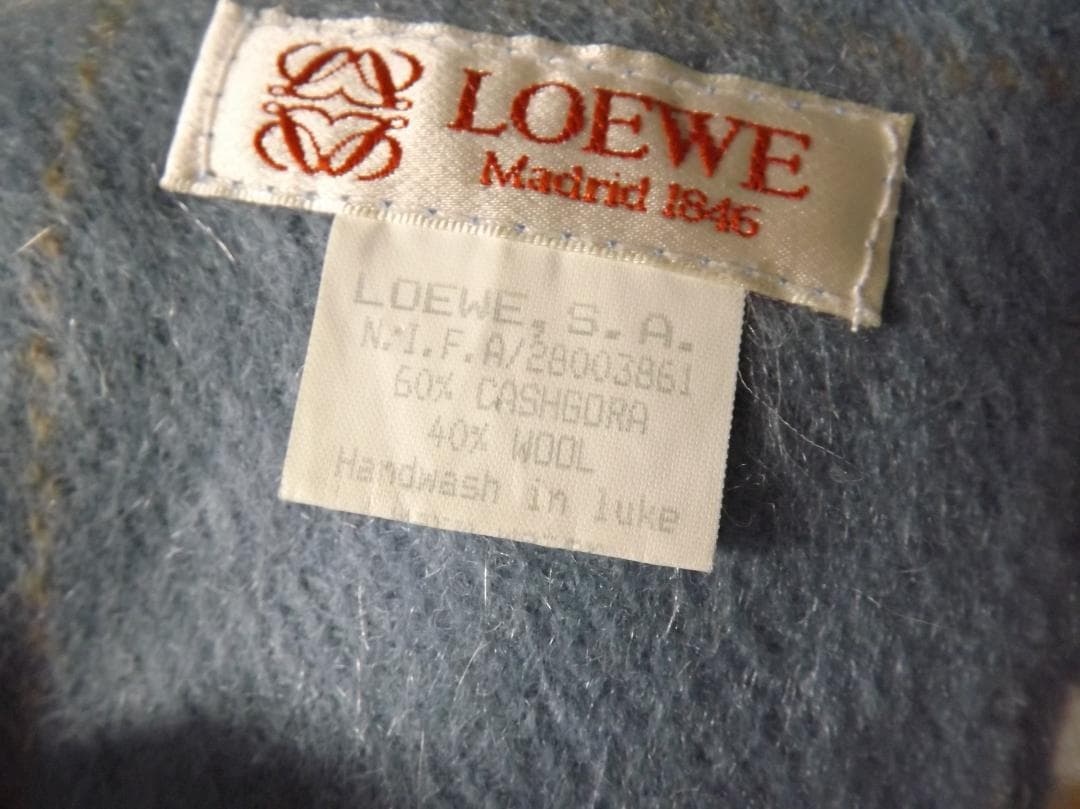 LOEWE
Madrid 1846
LOEWE, S.A.
N.I.F.A/28003861
60% CASHGORA
40% WOOL
Handwash in luke